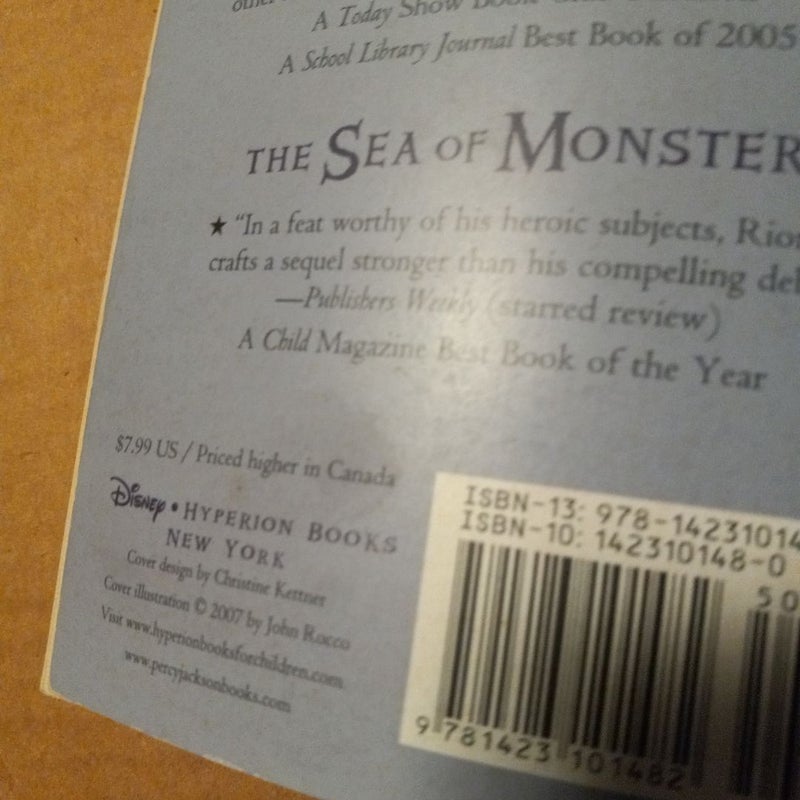 A Today Show Book
A School Library Journal Best Book of 2005
THE SEA OF MONSTER
★ "In a feat worthy of his heroic subjects, Rior
crafts a sequel stronger than his compelling de
—Publishers Weekly (starred review)
A Child Magazine Best Book of the Year
$7.99 US / Priced higher in Canada
Disney • HYPERION BOOKS
NEW YORK
Cover design by Christine Kettner
Cover illustration © 2007 by John Rocco
Visit www.hyperionbooksforchildren.com
www.percyjacksonbooks.com
ISBN-13: 978-14231014
ISBN-10: 142310148-0
50
9 781423 101482